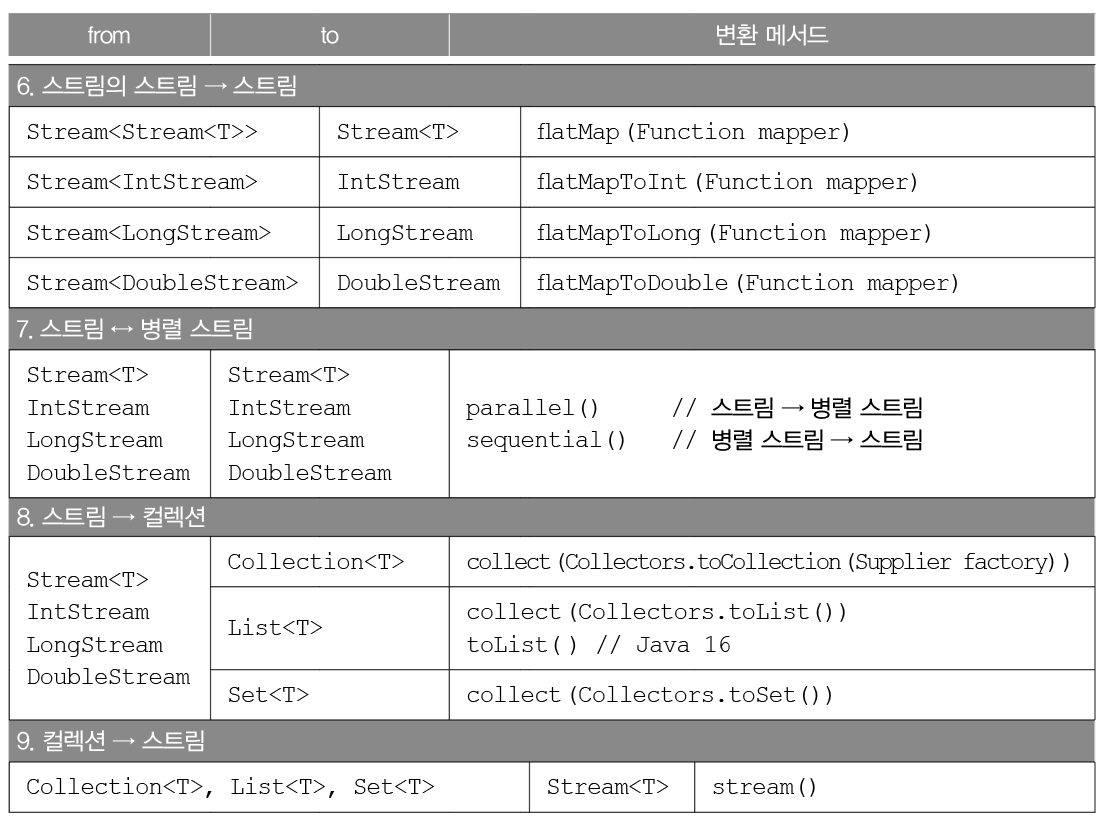 from to 변환 메서드
6. 스트림의 스트림 → 스트림
Stream<Stream<T>> Stream<T> flatMap(Function mapper)
Stream<IntStream> IntStream flatMapToInt(Function mapper)
Stream<LongStream> LongStream flatMapToLong(Function mapper)
Stream<DoubleStream> DoubleStream flatMapToDouble(Function mapper)
7. 스트림 ↔ 병렬 스트림
Stream<T> Stream<T>
IntStream IntStream parallel() // 스트림 → 병렬 스트림
LongStream LongStream sequential() // 병렬 스트림 → 스트림
DoubleStream DoubleStream
8. 스트림 → 컬렉션
Stream<T>
IntStream
LongStream
DoubleStream
Collection<T> collect(Collectors.toCollection(Supplier factory))
List<T>
collect(Collectors.toList())
toList() // Java 16
Set<T> collect(Collectors.toSet())
9. 컬렉션 → 스트림
Collection<T>, List<T>, Set<T> Stream<T> stream()